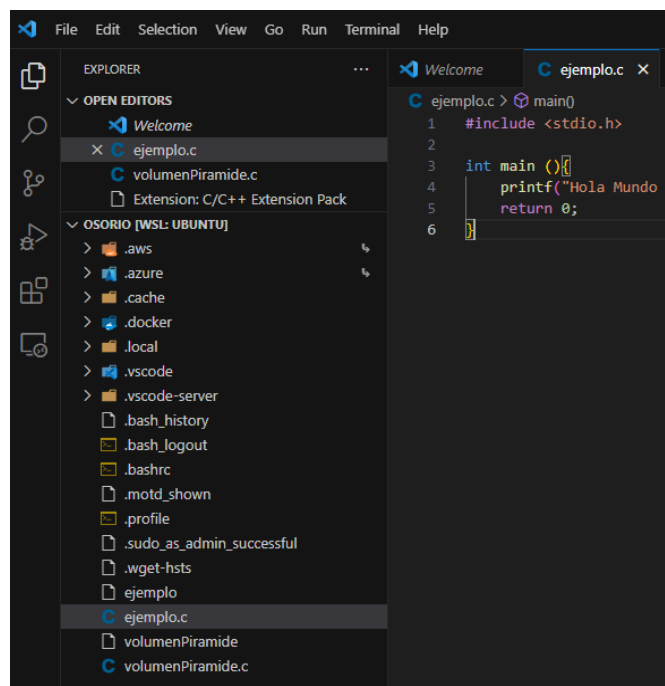 File Edit Selection View Go Run Terminal Help
EXPLORER ...
OPEN EDITORS
Welcome
ejemplo.c
volumenPiramide.c
Extension: C/C++ Extension Pack
OSORIO [WSL: UBUNTU]
.aws
.azure
.cache
.docker
.local
.vscode
.vscode-server
.bash_history
.bash_logout
.bashrc
.motd_shown
.profile
.sudo_as_admin_successful
.wget-hsts
ejemplo
ejemplo.c
volumenPiramide
volumenPiramide.c
Welcome ejemplo.c
ejemplo.c > main()
1 #include <stdio.h>
2
3 int main (){
4 printf("Hola Mundo
5 return 0;
6 }